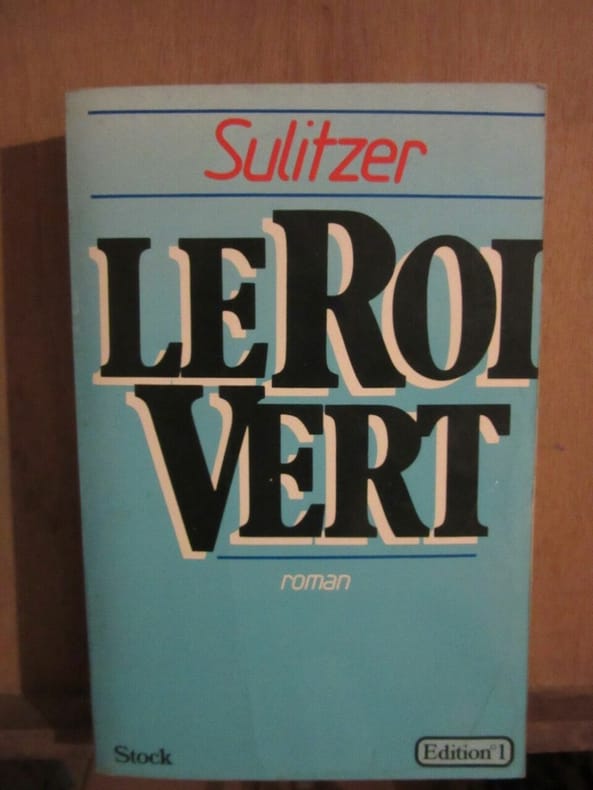 Sulitzer
LE ROI
VERT
roman
Stock
Edition°1